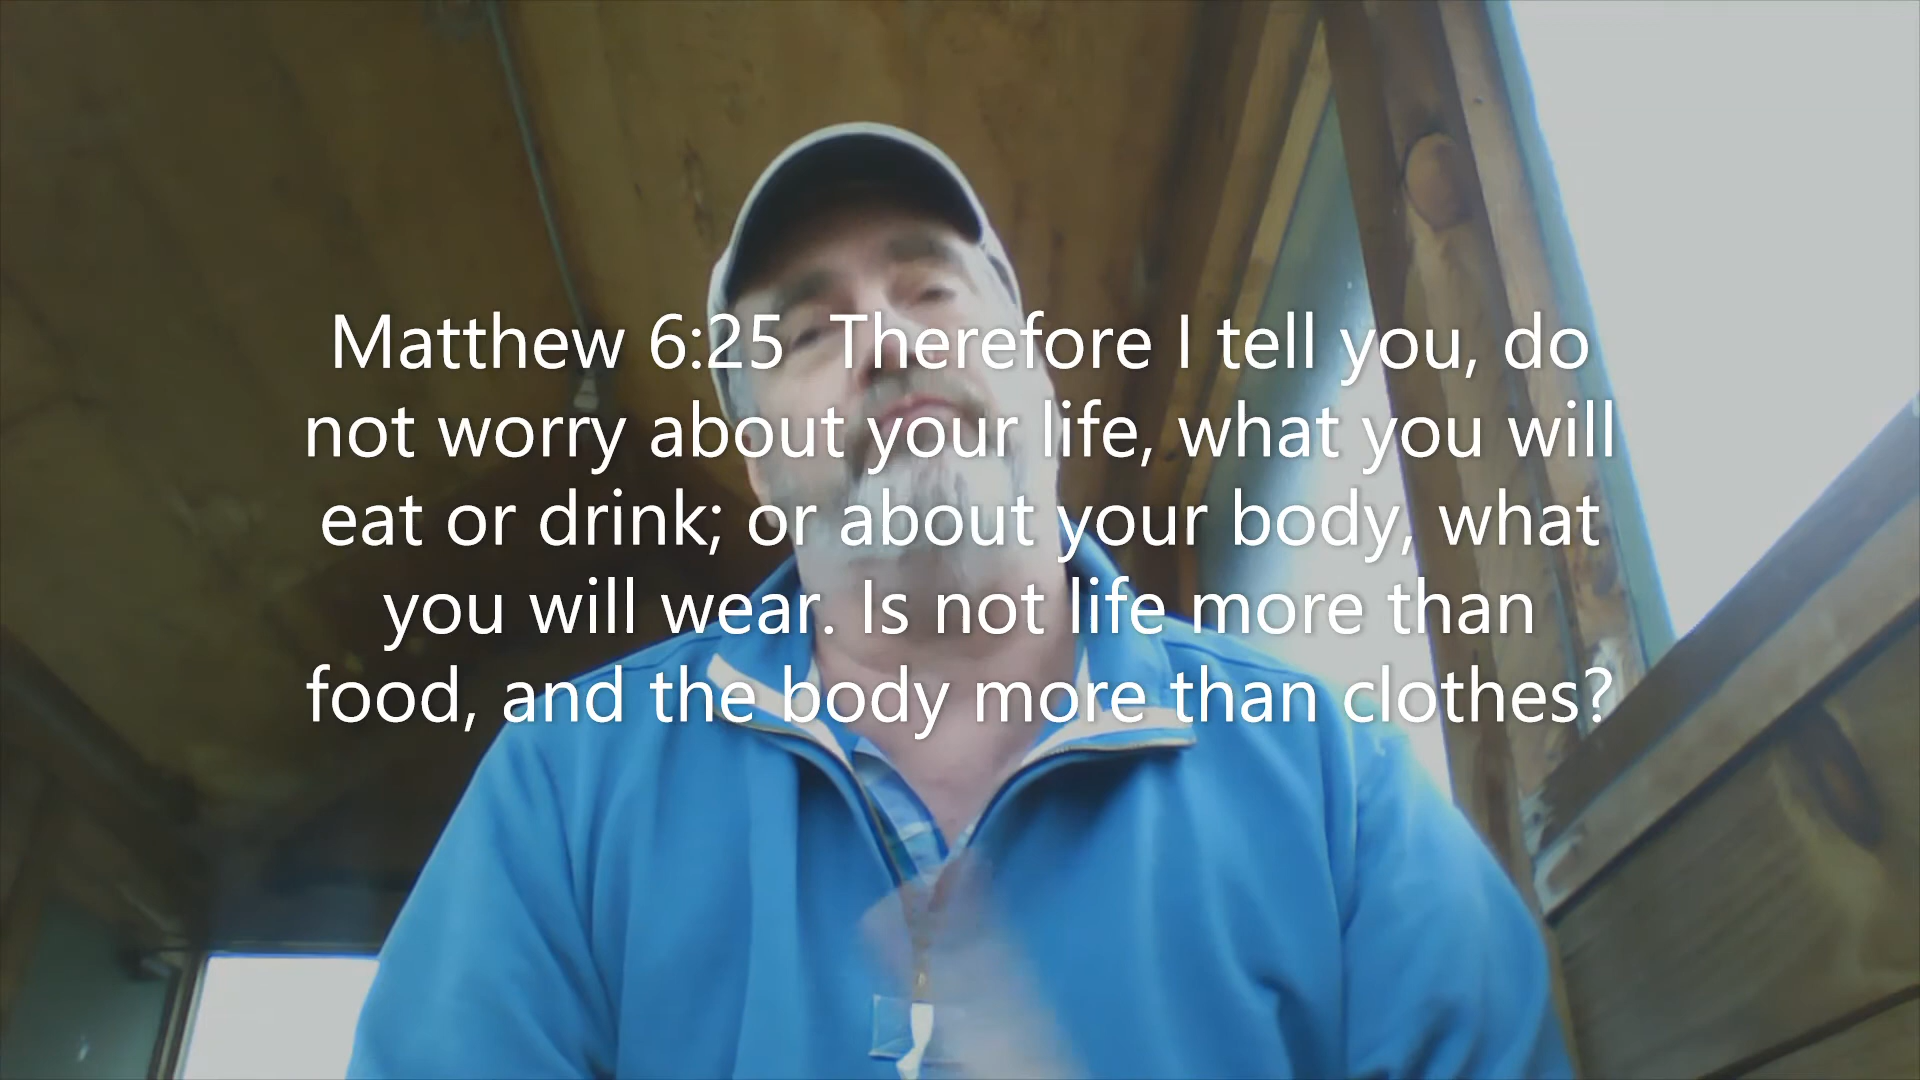 Matthew 6:25  Therefore I tell you, do
not worry about your life, what you will
eat or drink; or about your body, what
you will wear. Is not life more than
food, and the body more than clothes?